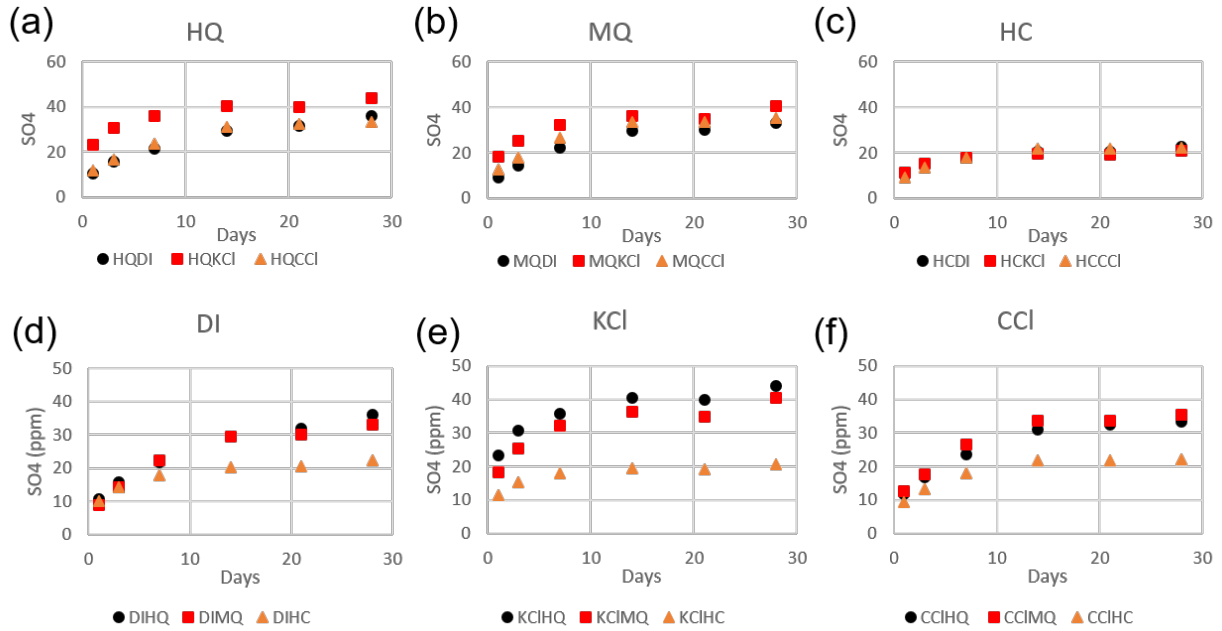 (a) HQ
60
40
20
0
SO4
0 10 20 30
Days
HQDI HQKCl HQCCl
(b) MQ
60
40
20
0
SO4
0 10 20 30
Days
MQDI MQKCl MQCCl
(c) HC
60
40
20
0
SO4
0 10 20 30
Days
HCDI HCKCl HCCCl
(d) DI
50
40
30
20
10
0
SO4 (ppm)
0 10 20 30
Days
DIHQ DIMQ DIHC
(e) KCl
50
40
30
20
10
0
SO4 (ppm)
0 10 20 30
Days
KClHQ KClMQ KClHC
(f) CCl
50
40
30
20
10
0
SO4 (ppm)
0 10 20 30
Days
CClHQ CClMQ CClHC